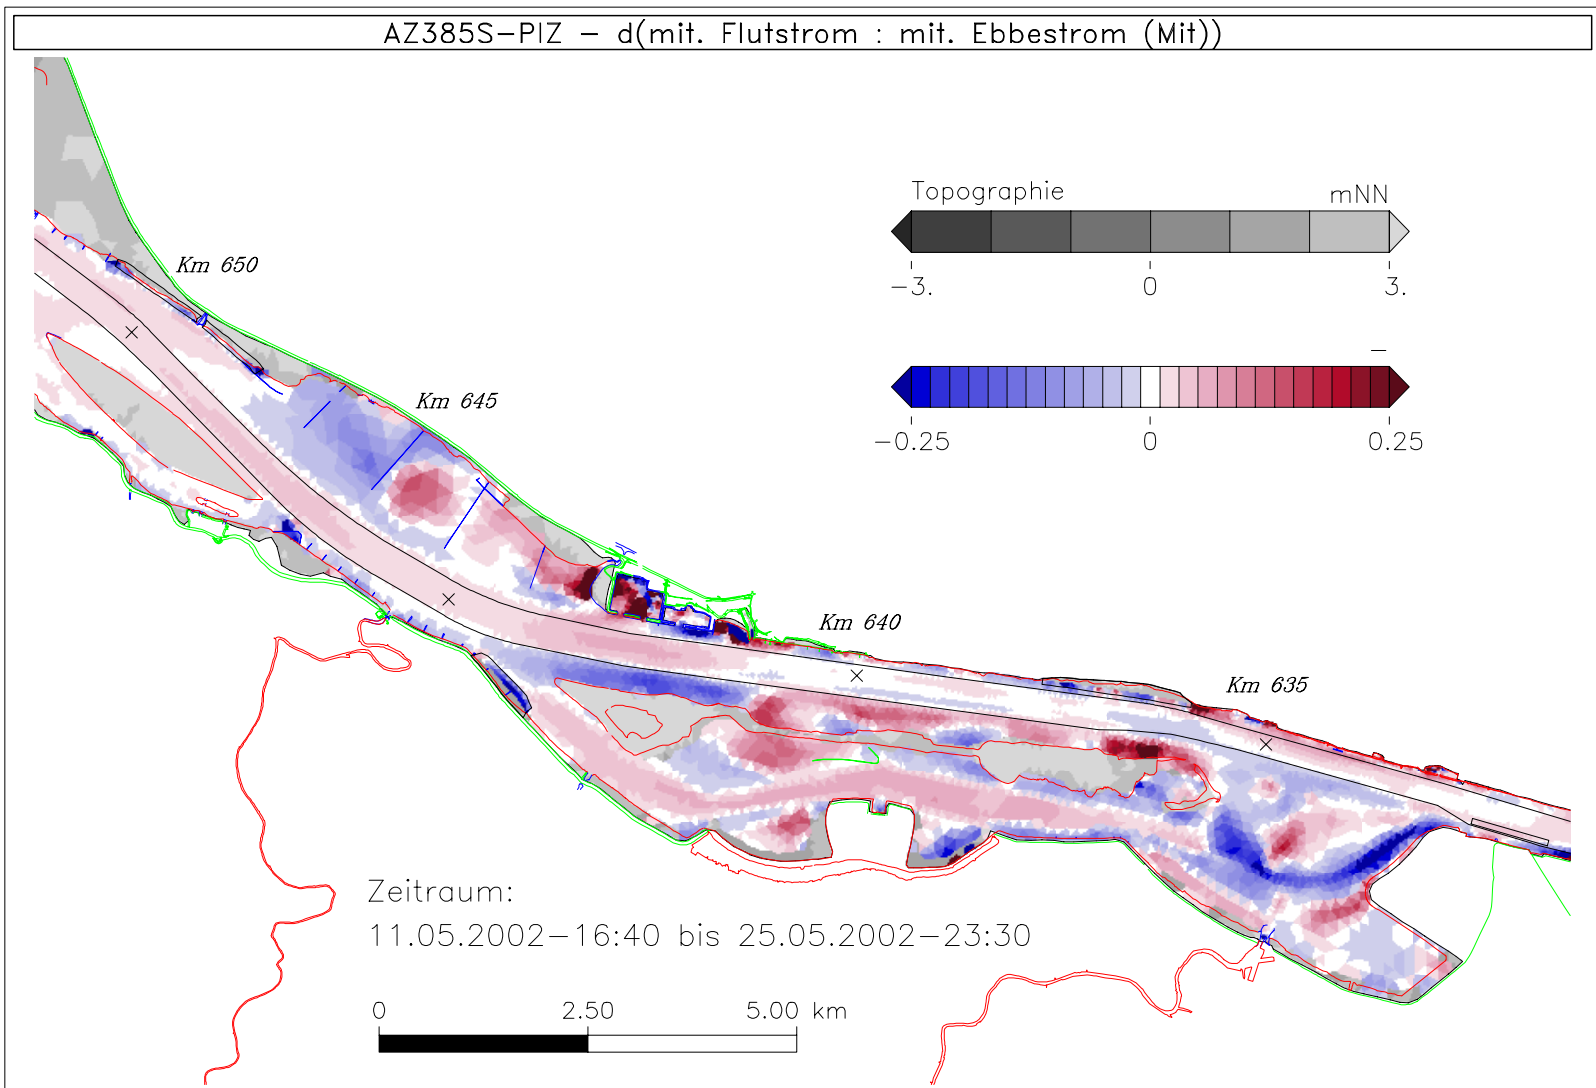 AZ385S-PIZ - d(mit. Flutstrom : mit. Ebbestrom (Mit))
Km 650
Topographie mNN
-3. 0 3.
Km 645
-
-0.25 0 0.25
Km 640
Km 635
Zeitraum:
11.05.2002-16:40 bis 25.05.2002-23:30
0 2.50 5.00 km